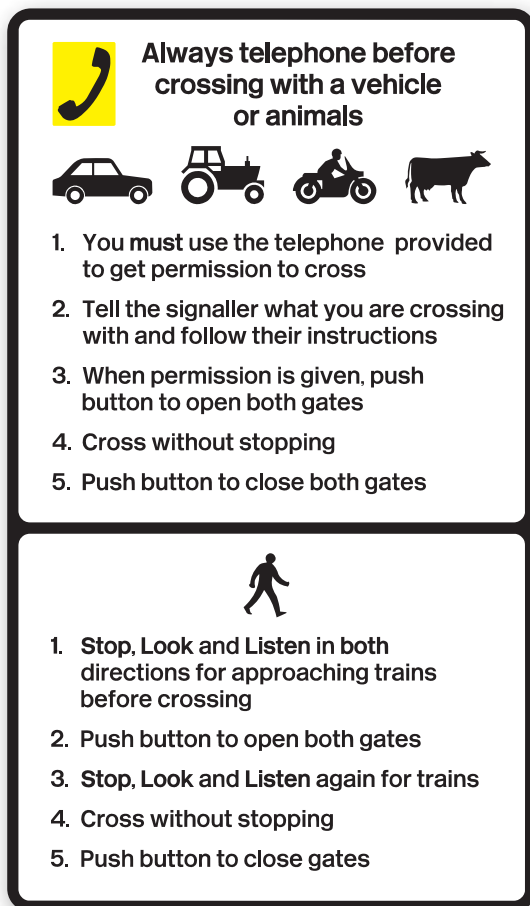 Always telephone before
crossing with a vehicle
or animals
1. You must use the telephone provided
to get permission to cross
2. Tell the signaller what you are crossing
with and follow their instructions
3. When permission is given, push
button to open both gates
4. Cross without stopping
5. Push button to close both gates
1. Stop, Look and Listen in both
directions for approaching trains
before crossing
2. Push button to open both gates
3. Stop, Look and Listen again for trains
4. Cross without stopping
5. Push button to close gates